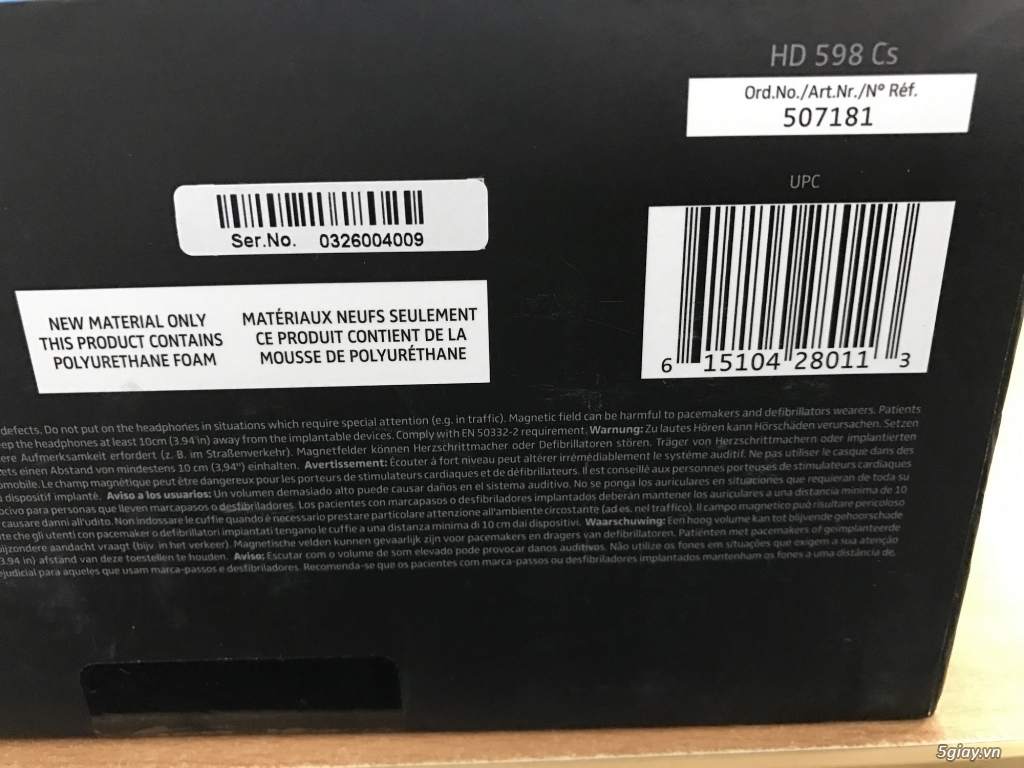 HD 598 Cs
Ord.No./Art.Nr./N° Réf.
507181
UPC
6 15104 28011 3
Ser.No. 0326004009
NEW MATERIAL ONLY
THIS PRODUCT CONTAINS
POLYURETHANE FOAM
MATÉRIAUX NEUFS SEULEMENT
CE PRODUIT CONTIENT DE LA
MOUSSE DE POLYURÉTHANE
defects. Do not put on the headphones in situations which require special attention (e.g. in traffic). Magnetic field can be harmful to pacemakers and defibrillators wearers. Patients
the headphones at least 10cm (3.94 in) away from the implantable devices. Comply with EN 50332-2 requirement. Warnung: Zu lautes Hören kann Hörschäden verursachen. Setzen
Aufmerksamkeit erfordert (z. B. im Straßenverkehr). Magnetfelder können Herzschrittmacher oder Defibrillatoren stören. Träger von Herzschrittmachern oder implantierten
einen Abstand von mindestens 10 cm (3,94") einhalten. Avertissement: Écouter à fort niveau peut altérer irrémédiablement le système auditif. Ne pas utiliser le casque dans des
Le champ magnétique peut être dangereux pour les porteurs de stimulateurs cardiaques et de défibrillateurs. Il est conseillé aux personnes porteuses de stimulateurs cardiaques
dispositif implanté. Aviso a los usuarios: Un volumen demasiado alto puede causar daños en el sistema auditivo. No se ponga los auriculares en situaciones que requieran de toda su
para personas que lleven marcapasos o desfibriladores. Los pacientes con marcapasos o desfibriladores implantados deberán mantener los auriculares a una distancia mínima de 10
causare danni all'udito. Non indossare le cuffie quando è necessario prestare particolare attenzione all'ambiente circostante (ad es. nel traffico). Il campo magnetico può risultare pericoloso
che gli utenti con pacemaker o defibrillatori impiantati tengano le cuffie a una distanza minima di 10 cm dai dispositivi. Waarschuwing: Een hoog volume kan tot blijvende gehoorschade
bijzondere aandacht vraagt (bijv. in het verkeer). Magnetische velden kunnen gevaarlijk zijn voor pacemakers en dragers van defibrillatoren. Patiënten met pacemakers of geïmplanteerde
3.94 in) afstand van deze toestellen te houden. Aviso: Escutar com o volume de som elevado pode provocar danos auditivos. Não utilize os fones em situações que exigem a sua atenção
para aqueles que usam marca-passos e desfibriladores. Recomenda-se que os pacientes com marca-passos ou desfibriladores implantados mantenham os fones a uma distância de
5giay.vn